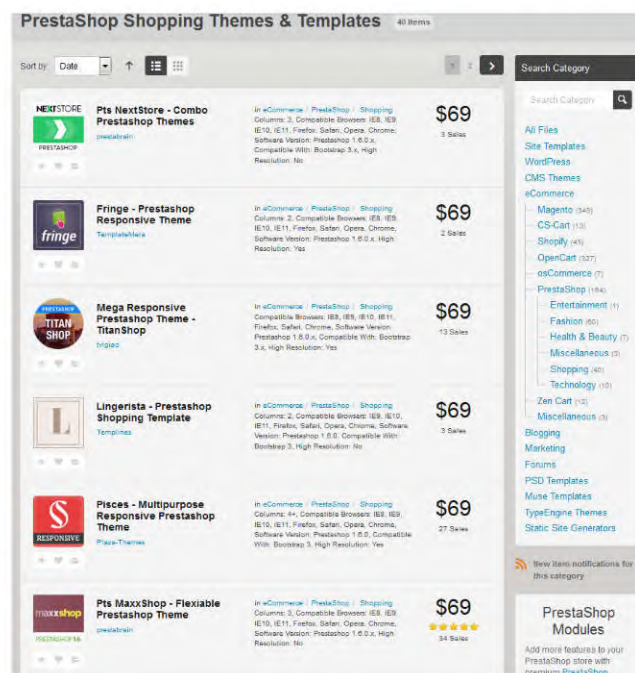 PrestaShop Shopping Themes & Templates 40 items
Sort by: Date
1 2
NEXTSTORE
PRESTASHOP
Pts NextStore - Combo
Prestashop Themes
prestabrain
in eCommerce / PrestaShop / Shopping
Columns: 3, Compatible Browsers: IE8, IE9,
IE10, IE11, Firefox, Safari, Opera, Chrome,
Software Version: Prestashop 1.6.0.x,
Compatible With: Bootstrap 3.x, High
Resolution: No
$69
3 Sales
fringe
Fringe - Prestashop
Responsive Theme
TemplateMela
in eCommerce / PrestaShop / Shopping
Columns: 2, Compatible Browsers: IE8, IE9,
IE10, IE11, Firefox, Safari, Opera, Chrome,
Software Version: Prestashop 1.6.0.x, High
Resolution: Yes
$69
2 Sales
PRESTASHOP
TITAN
SHOP
Mega Responsive
Prestashop Theme -
TitanShop
in eCommerce / PrestaShop / Shopping
Compatible Browsers: IE8, IE9, IE10, IE11,
Firefox, Safari, Chrome, Software Version:
Prestashop 1.6.0.x, Compatible With: Bootstrap
3.x, High Resolution: Yes
$69
13 Sales
L
Lingerista - Prestashop
Shopping Template
Templines
in eCommerce / PrestaShop / Shopping
Columns: 2, Compatible Browsers: IE9, IE10,
IE11, Firefox, Safari, Opera, Chrome, Software
Version: Prestashop 1.6.0, Compatible With:
Bootstrap 3, High Resolution: No
$69
3 Sales
S
RESPONSIVE
Pisces - Multipurpose
Responsive Prestashop
Theme
Plaza-Themes
in eCommerce / PrestaShop / Shopping
Columns: 4+, Compatible Browsers: IE8, IE9,
IE10, IE11, Firefox, Safari, Opera, Chrome,
Software Version: Prestashop 1.6.0, Compatible
With: Bootstrap 3, High Resolution: Yes
$69
27 Sales
maxxshop
PRESTASHOP 1.6
Pts MaxxShop - Flexiable
Prestashop Theme
prestabrain
in eCommerce / PrestaShop / Shopping
Columns: 3, Compatible Browsers: IE8, IE9,
IE10, IE11, Firefox, Safari, Opera, Chrome,
Software Version: Prestashop 1.6.0.x, High
Resolution: No
$69
34 Sales
Search Category
Search Category
All Files
Site Templates
WordPress
CMS Themes
eCommerce
Magento (345)
CS-Cart (13)
Shopify (43)
OpenCart (327)
osCommerce (7)
PrestaShop (184)
Entertainment (1)
Fashion (60)
Health & Beauty (7)
Miscellaneous (3)
Shopping (40)
Technology (10)
Zen Cart (12)
Miscellaneous (3)
Blogging
Marketing
Forums
PSD Templates
Muse Templates
TypeEngine Themes
Static Site Generators
New item notifications for
this category
PrestaShop
Modules
Add more features to your
PrestaShop store with
premium PrestaShop